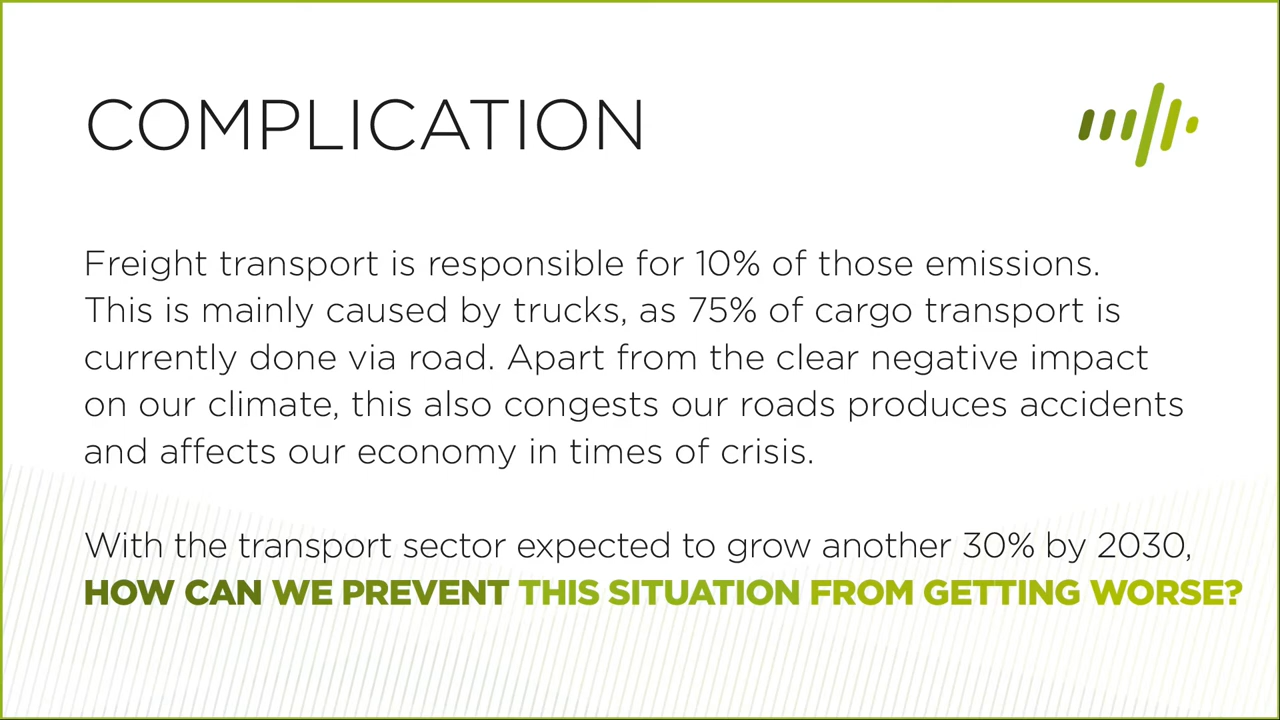 COMPLICATION
Freight transport is responsible for 10% of those emissions.
This is mainly caused by trucks, as 75% of cargo transport is
currently done via road. Apart from the clear negative impact
on our climate, this also congests our roads produces accidents
and affects our economy in times of crisis.
With the transport sector expected to grow another 30% by 2030,
HOW CAN WE PREVENT THIS SITUATION FROM GETTING WORSE?